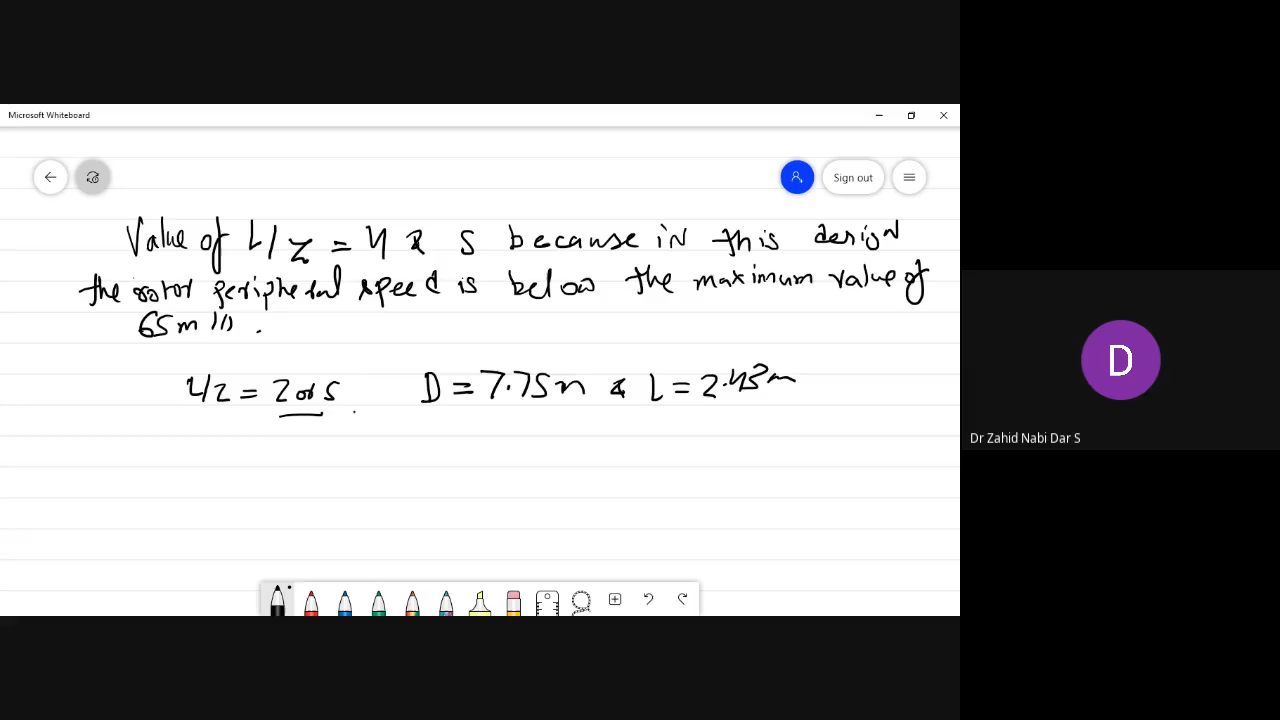 Microsoft Whiteboard
Sign out
Value of L/z = 4 & 5 because in this design
the rotor peripheral speed is below the maximum value of
65 m
L/z = 2 or 5 D = 7.75m & L = 2.43m
D
Dr Zahid Nabi Dar S